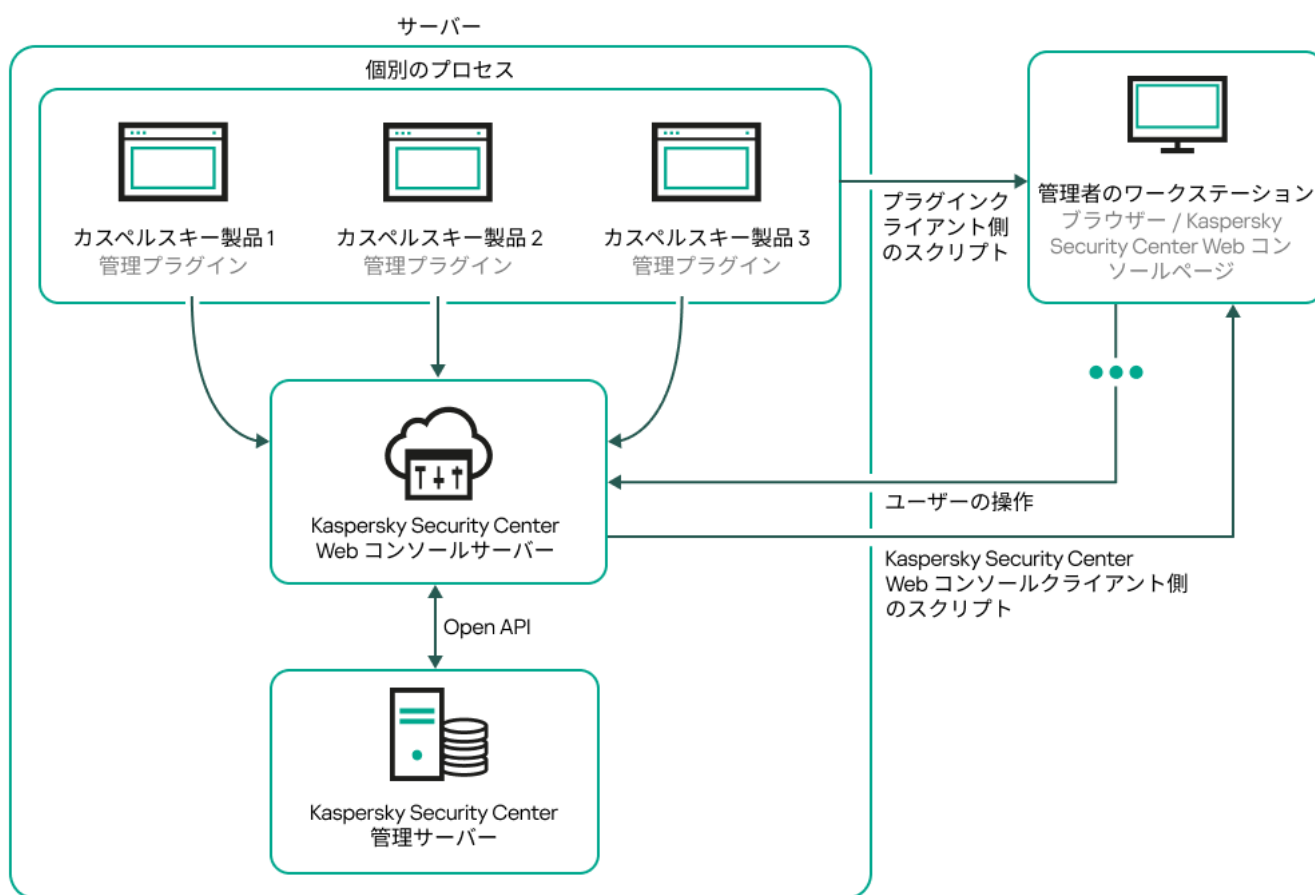 サーバー
個別のプロセス
カスペルスキー製品 1
管理プラグイン
カスペルスキー製品 2
管理プラグイン
カスペルスキー製品 3
管理プラグイン
プラグインク
ライアント側
のスクリプト
管理者のワークステーション
ブラウザー / Kaspersky
Security Center Web コン
ソールページ
Kaspersky Security Center
Web コンソールサーバー
ユーザーの操作
Kaspersky Security Center
Web コンソールクライアント側
のスクリプト
Open API
Kaspersky Security Center
管理サーバー